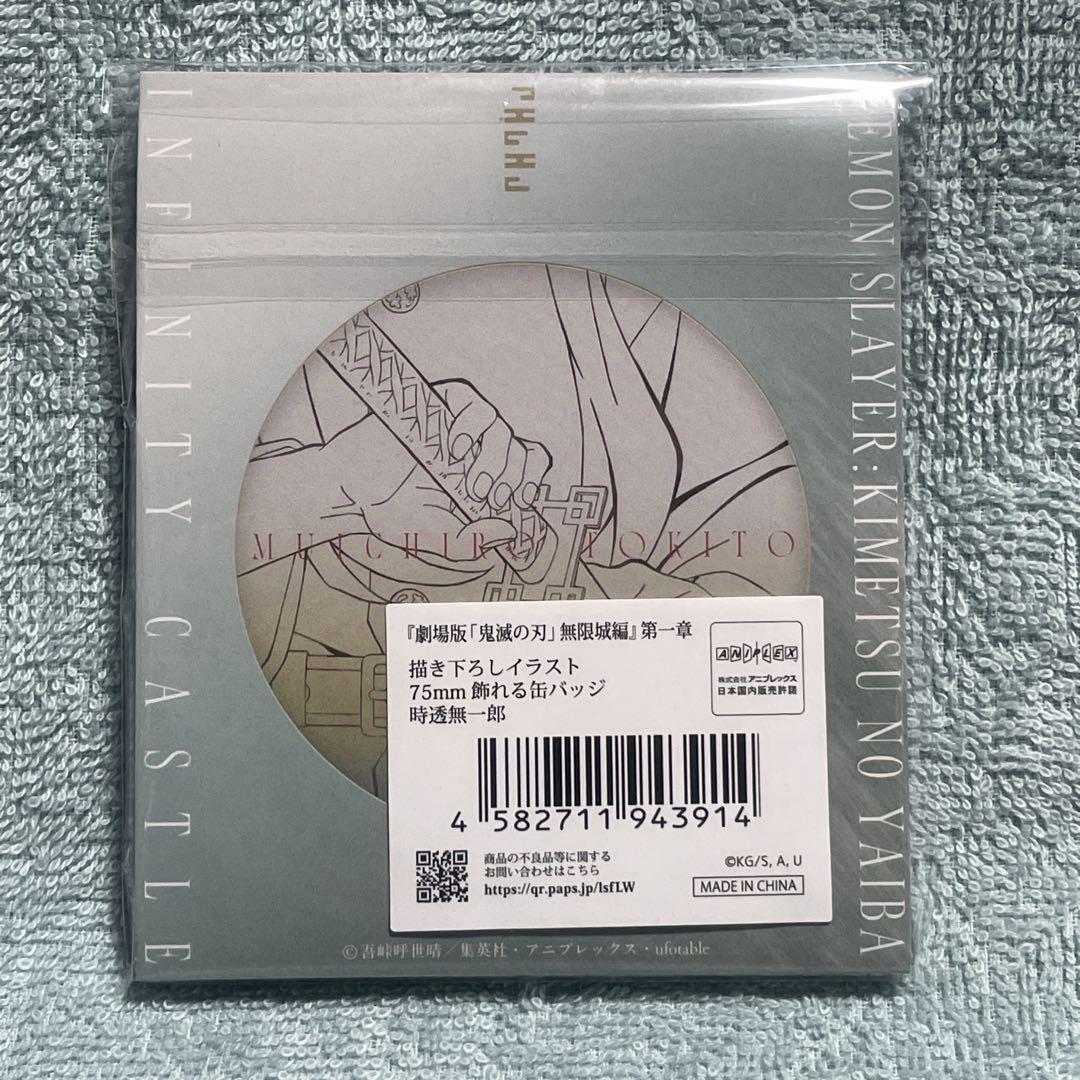 INFINITY CASTLE
DEMON SLAYER: KIMETSU NO YAIBA
MUICHIRO TOKITO
『劇場版「鬼滅の刃」無限城編』第一章
描き下ろしイラスト
75mm 飾れる缶バッジ
時透無一郎
ANIPLEX
株式会社 アニプレックス
日本国内販売許諾
4 582711 943914
商品の不良品等に関する
お問い合わせはこちら
https://qr.paps.jp/lsfLW
©KG/S, A, U
MADE IN CHINA
©吾峠呼世晴／集英社・アニプレックス・ufotable